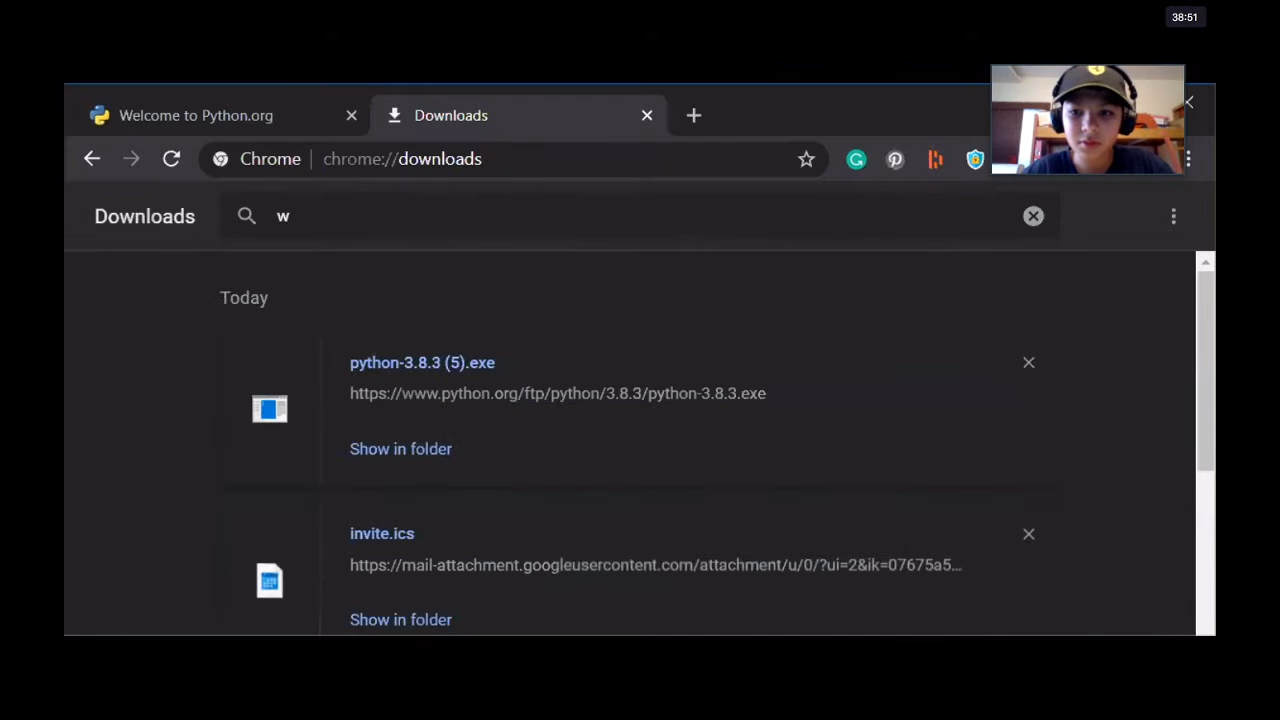 38:51
Welcome to Python.org
Downloads
Chrome
chrome://downloads
Downloads
w
Today
python-3.8.3 (5).exe
https://www.python.org/ftp/python/3.8.3/python-3.8.3.exe
Show in folder
invite.ics
https://mail-attachment.googleusercontent.com/attachment/u/0/?ui=2&ik=07675a5...
Show in folder